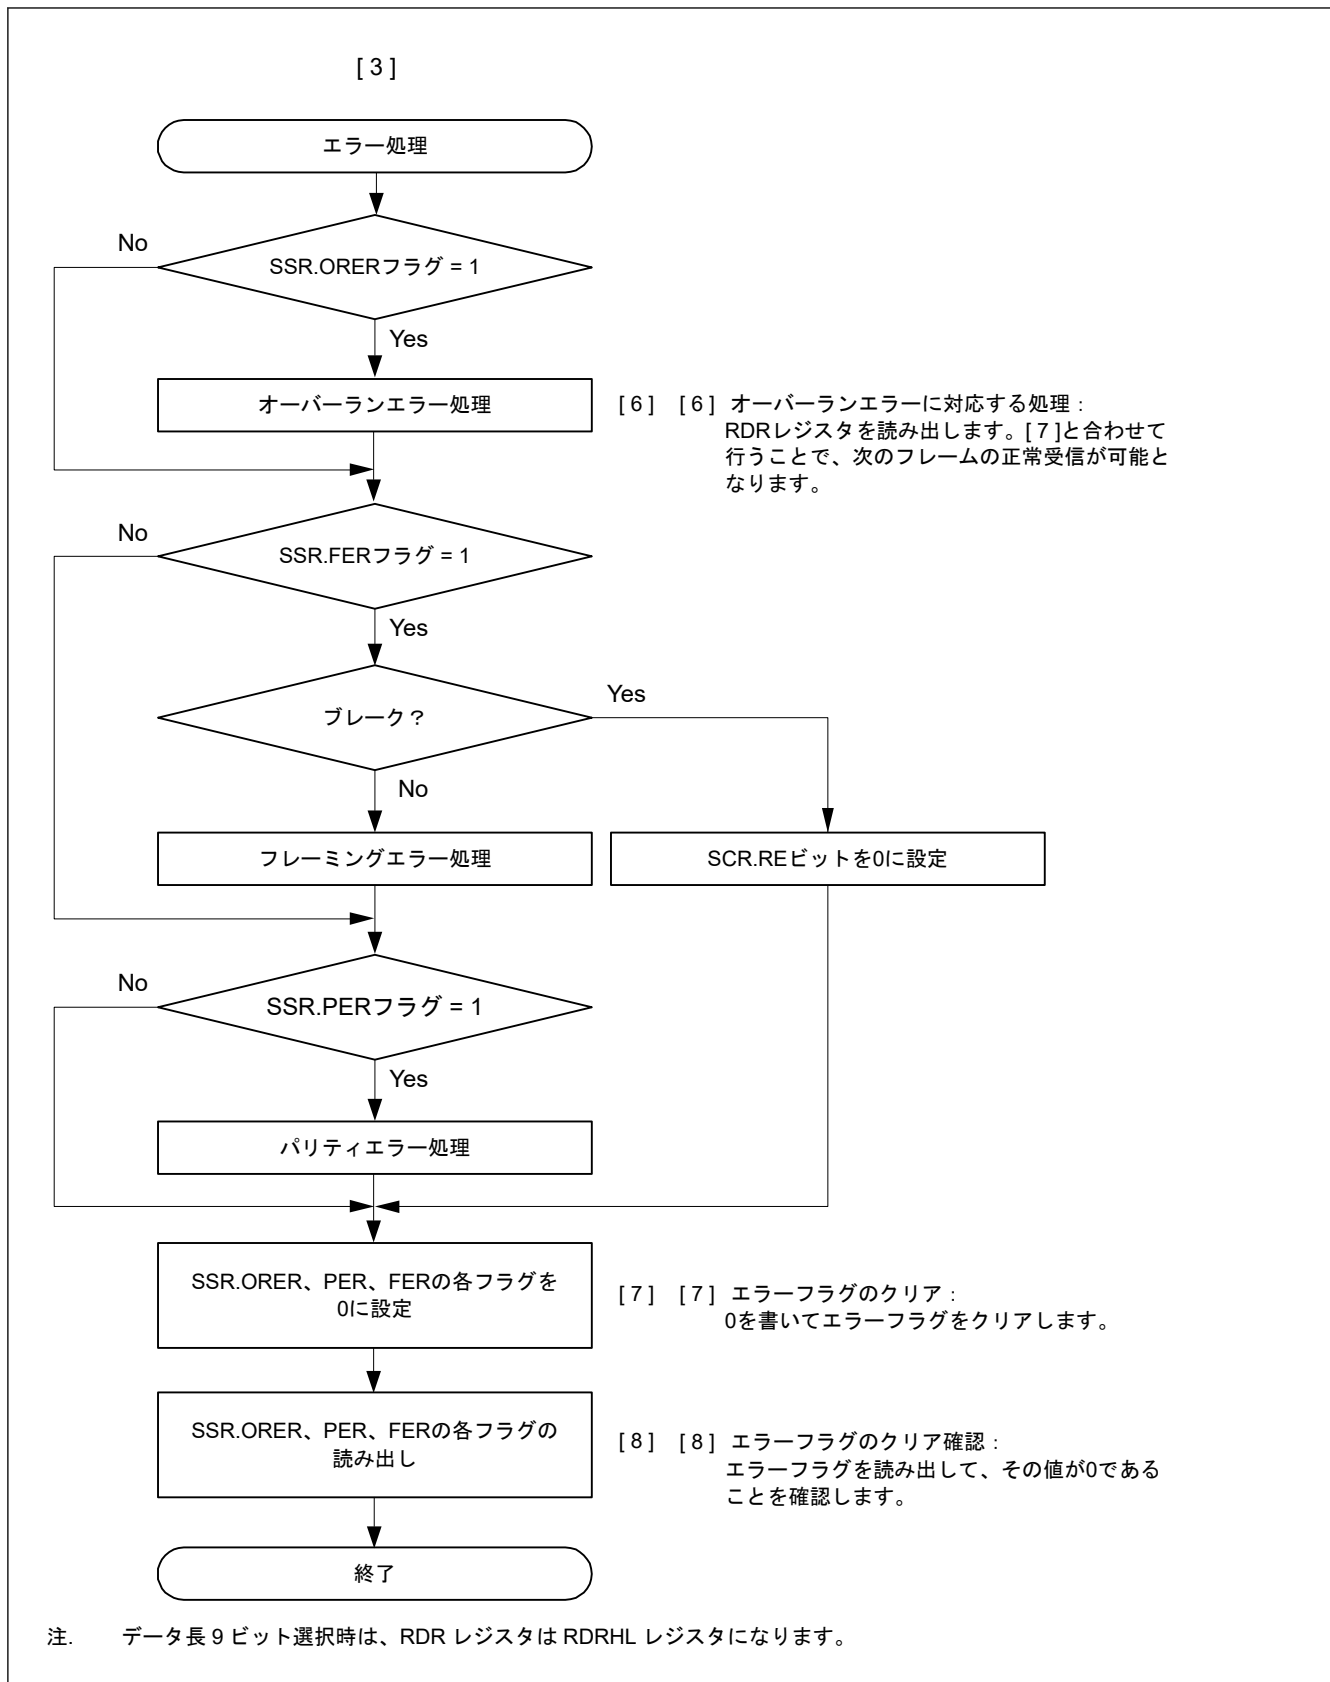 [ 3 ]
エラー処理
No
SSR.ORERフラグ = 1
Yes
オーバーランエラー処理
[ 6 ] [ 6 ] オーバーランエラーに対応する処理：
RDRレジスタを読み出します。[ 7 ]と合わせて
行うことで、次のフレームの正常受信が可能と
なります。
No
SSR.FERフラグ = 1
Yes
ブレーク？
Yes
No
フレーミングエラー処理
SCR.REビットを0に設定
No
SSR.PERフラグ = 1
Yes
パリティエラー処理
SSR.ORER、PER、FERの各フラグを
0に設定
[ 7 ] [ 7 ] エラーフラグのクリア：
0を書いてエラーフラグをクリアします。
SSR.ORER、PER、FERの各フラグの
読み出し
[ 8 ] [ 8 ] エラーフラグのクリア確認：
エラーフラグを読み出して、その値が0である
ことを確認します。
終了
注. データ長 9 ビット選択時は、RDR レジスタは RDRHL レジスタになります。